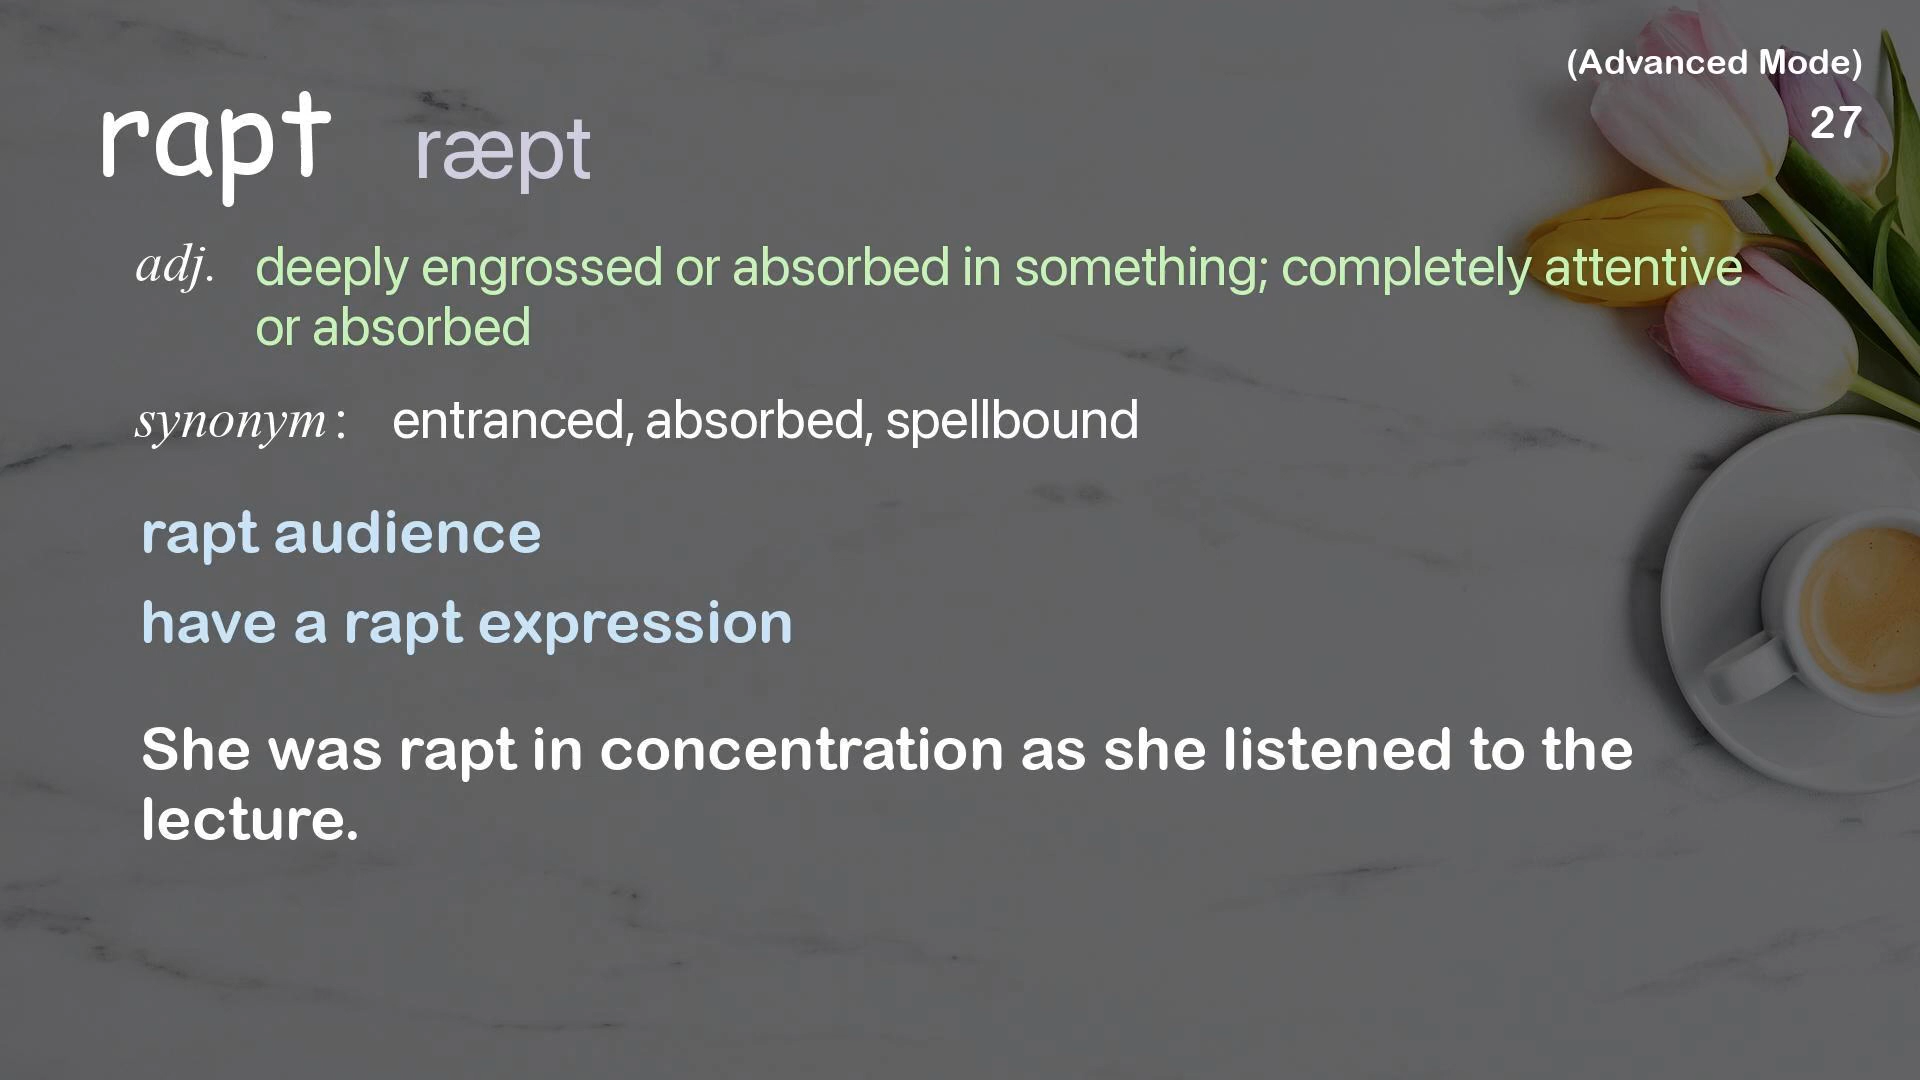 (Advanced Mode)
27
rapt ræpt
adj. deeply engrossed or absorbed in something; completely attentive
or absorbed
synonym : entranced, absorbed, spellbound
rapt audience
have a rapt expression
She was rapt in concentration as she listened to the
lecture.